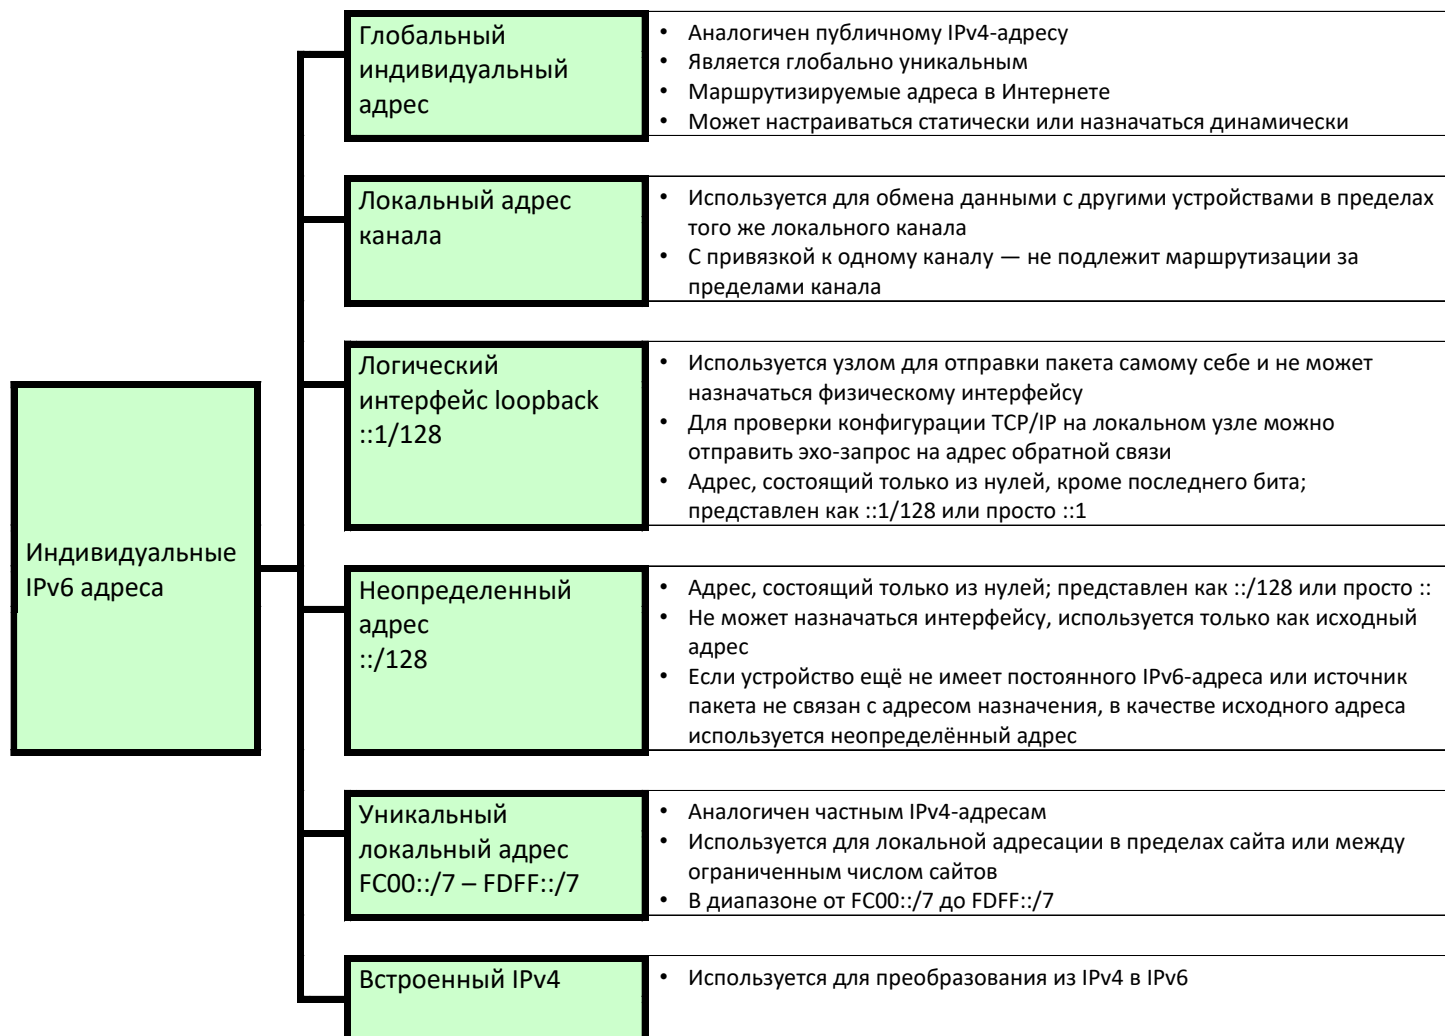 Индивидуальные
IPv6 адреса
Глобальный
индивидуальный
адрес
• Аналогичен публичному IPv4-адресу
• Является глобально уникальным
• Маршрутизируемые адреса в Интернете
• Может настраиваться статически или назначаться динамически
Локальный адрес
канала
• Используется для обмена данными с другими устройствами в пределах
того же локального канала
• С привязкой к одному каналу — не подлежит маршрутизации за
пределами канала
Логический
интерфейс loopback
::1/128
• Используется узлом для отправки пакета самому себе и не может
назначаться физическому интерфейсу
• Для проверки конфигурации TCP/IP на локальном узле можно
отправить эхо-запрос на адрес обратной связи
• Адрес, состоящий только из нулей, кроме последнего бита;
представлен как ::1/128 или просто ::1
Неопределенный
адрес
::/128
• Адрес, состоящий только из нулей; представлен как ::/128 или просто ::
• Не может назначаться интерфейсу, используется только как исходный
адрес
• Если устройство ещё не имеет постоянного IPv6-адреса или источник
пакета не связан с адресом назначения, в качестве исходного адреса
используется неопределённый адрес
Уникальный
локальный адрес
FC00::/7 – FDFF::/7
• Аналогичен частным IPv4-адресам
• Используется для локальной адресации в пределах сайта или между
ограниченным числом сайтов
• В диапазоне от FC00::/7 до FDFF::/7
Встроенный IPv4
• Используется для преобразования из IPv4 в IPv6